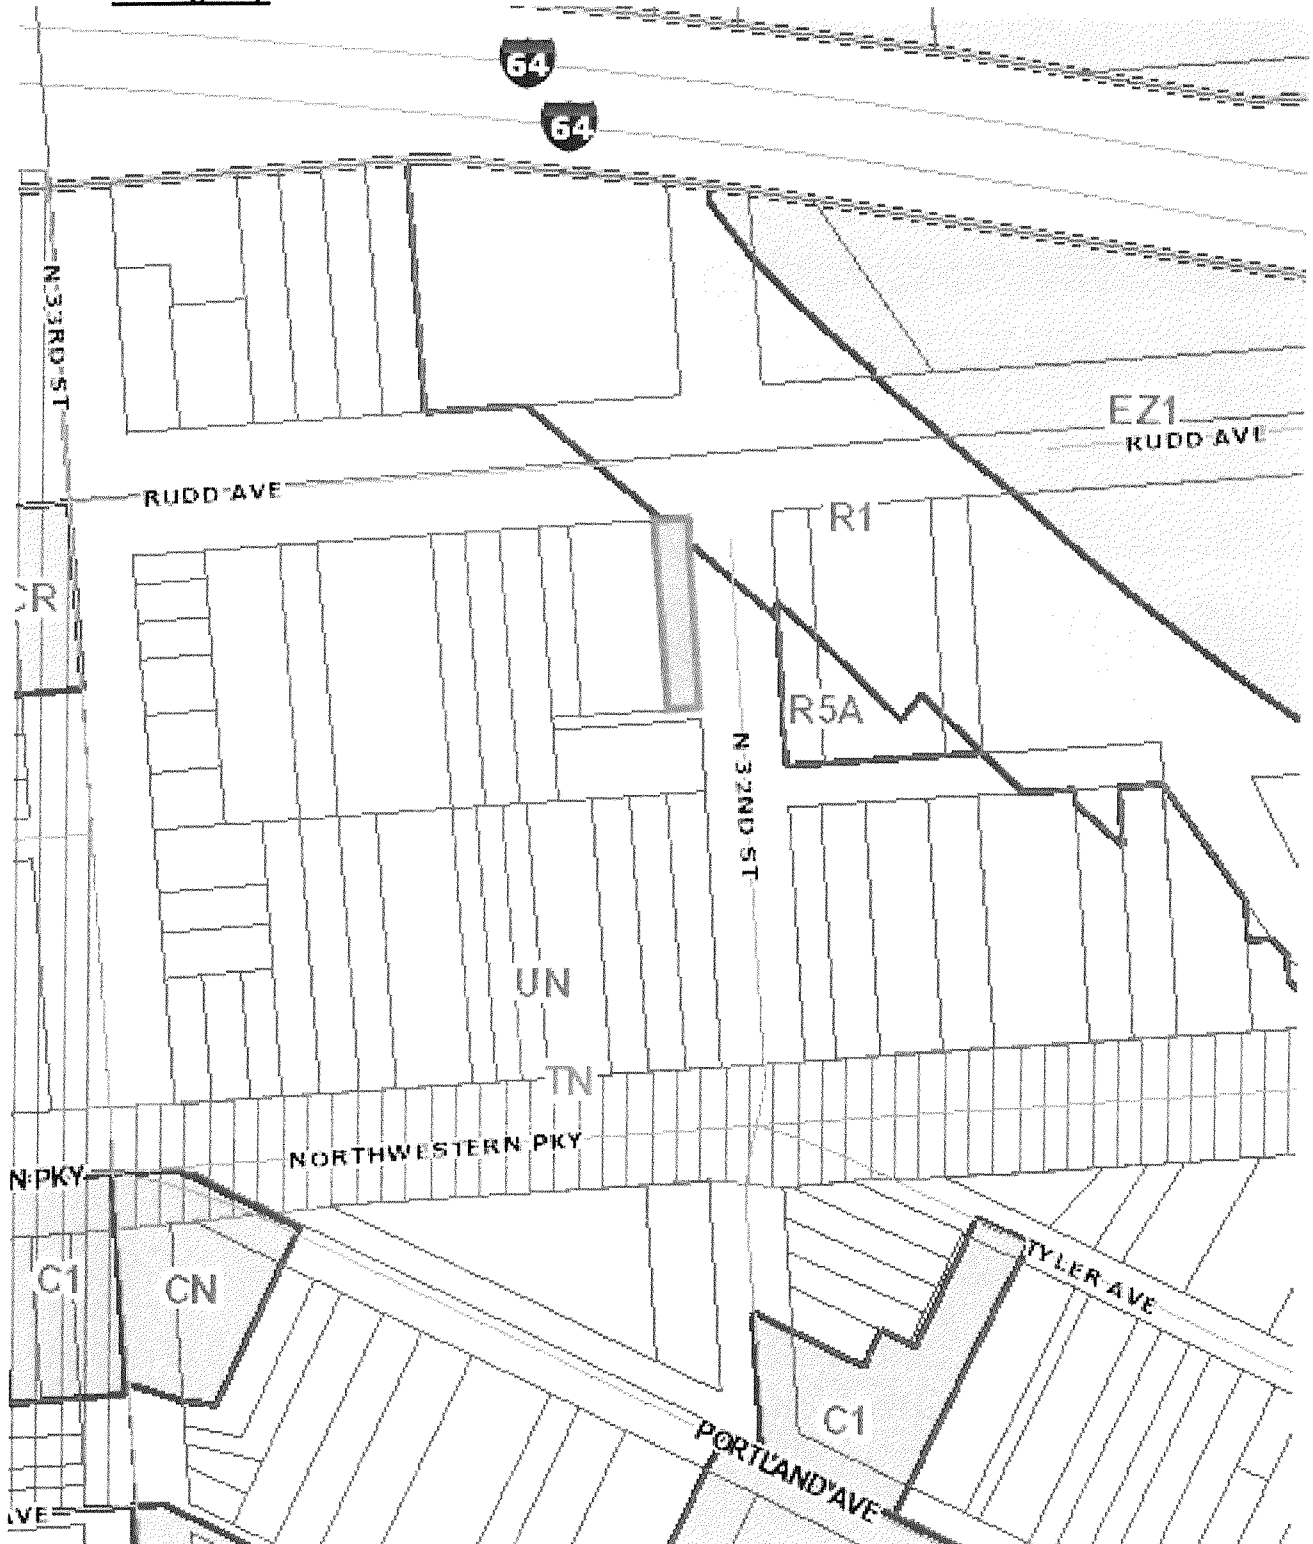 64
64
N 33RD ST
EZ1
RUDD AVE
RUDD AVE
R1
R
R5A
N 32ND ST
UN
TN
NORTHWESTERN PKY
N PKY
C1
CN
TYLER AVE
C1
PORTLAND AVE
AVE